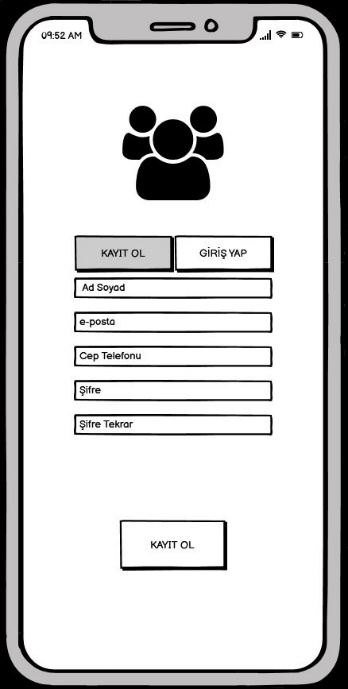 09:52 AM
KAYIT OL
GİRİŞ YAP
Ad Soyad
e-posta
Cep Telefonu
Şifre
Şifre Tekrar
KAYIT OL